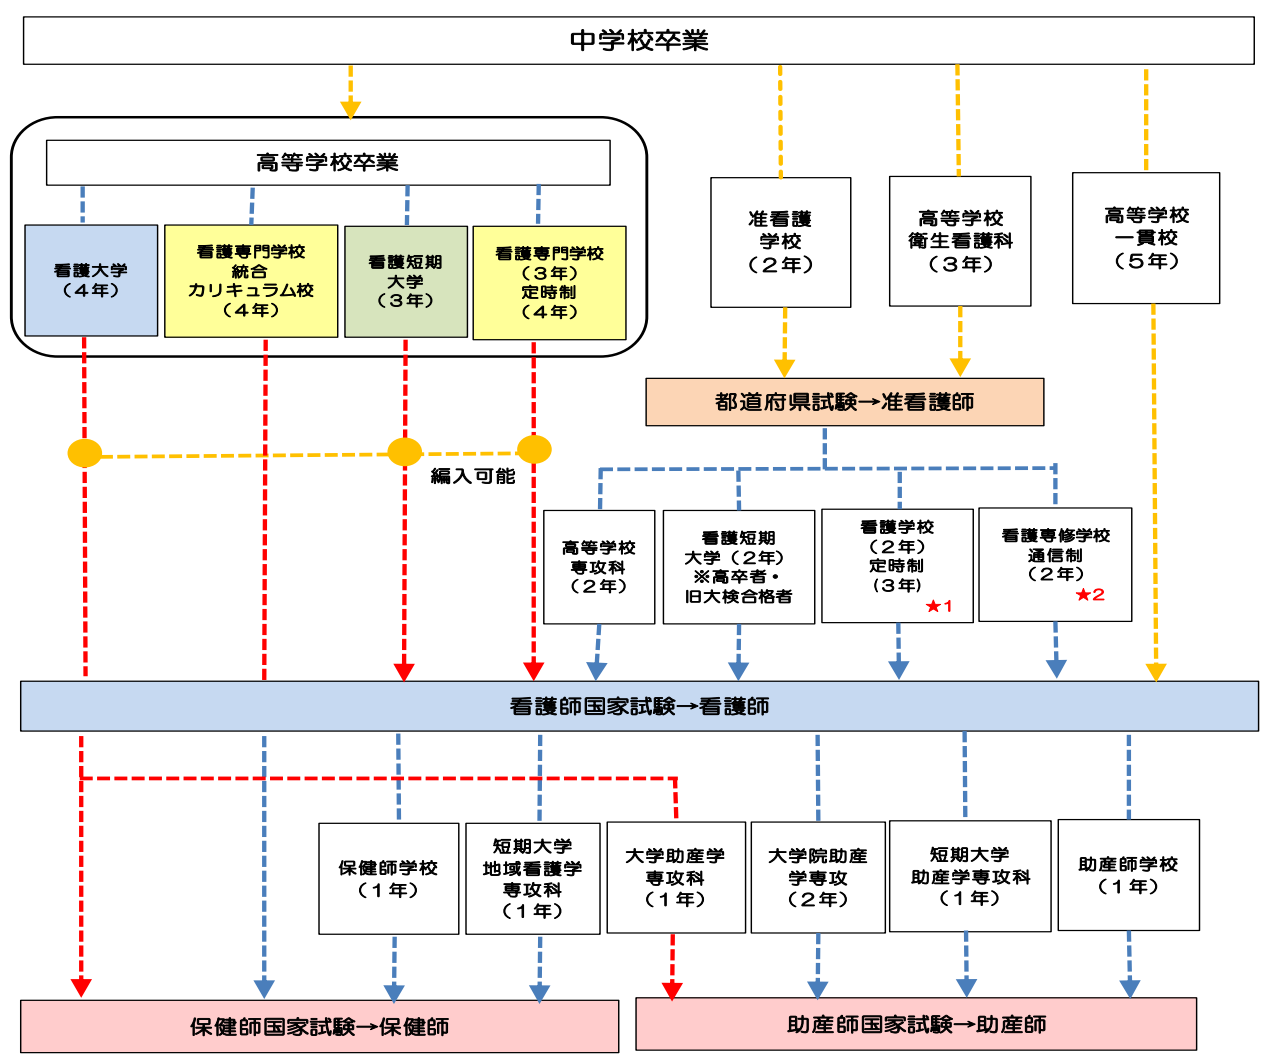 中学校卒業
高等学校卒業
看護大学
（４年）
看護専門学校
統合
カリキュラム校
（４年）
看護短期
大学
（３年）
看護専門学校
（３年）
定時制
（４年）
准看護
学校
（２年）
高等学校
衛生看護科
（３年）
高等学校
一貫校
（５年）
都道府県試験→准看護師
編入可能
高等学校
専攻科
（２年）
看護短期
大学（２年）
※高卒者・
旧大検合格者
看護学校
（２年）
定時制
（３年）
★1
看護専修学校
通信制
（２年）
★2
看護師国家試験→看護師
保健師学校
（１年）
短期大学
地域看護学
専攻科
（１年）
大学助産学
専攻科
（１年）
大学院助産
学専攻
（２年）
短期大学
助産学専攻科
（１年）
助産師学校
（１年）
保健師国家試験→保健師
助産師国家試験→助産師